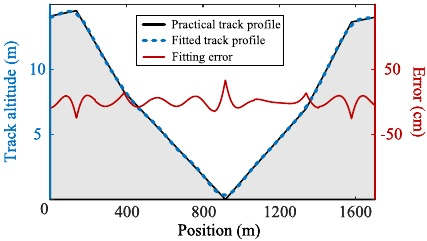 Practical track profile
Fitted track profile
Fitting error
Track altitude (m)
10
5
0
400
800
1200
1600
Position (m)
50
-50
Error (cm)